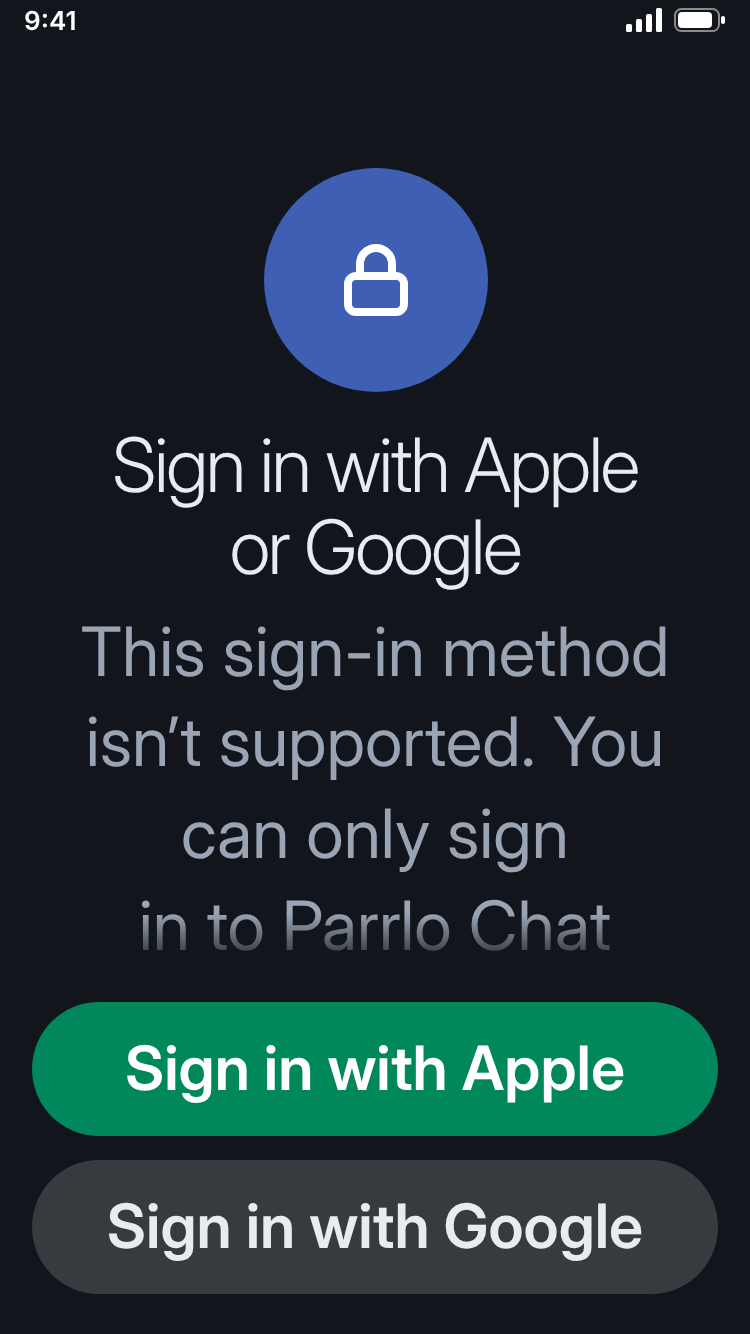 9:41
Sign in with Apple
or Google
This sign-in method
isn’t supported. You
can only sign
in to Parrlo Chat
Sign in with Apple
Sign in with Google